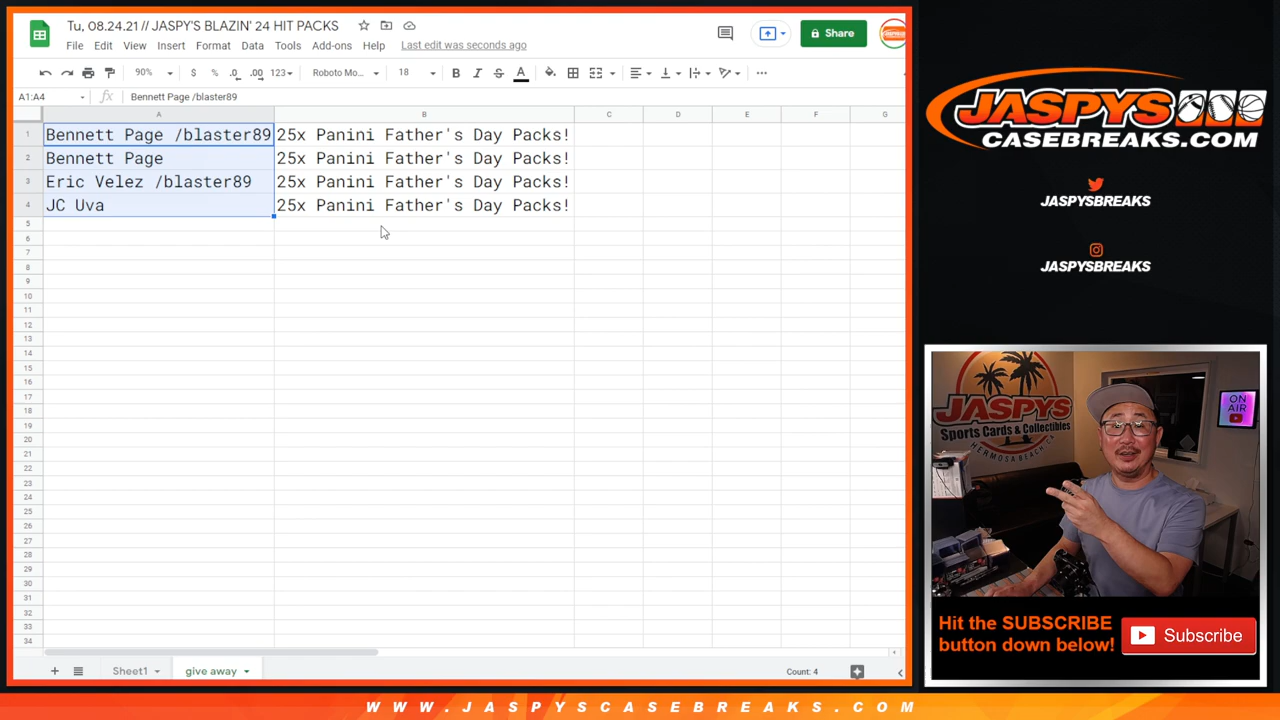 Tu, 08.24.21 // JASPY'S BLAZIN' 24 HIT PACKS
File Edit View Insert Format Data Tools Add-ons Help Last edit was seconds ago
Share
90% $ % .0 .00 123 Roboto Mo... 18 B I S A
A1:A4 fx Bennett Page /blaster89
A B C D E F G
1 Bennett Page /blaster89 25x Panini Father's Day Packs!
2 Bennett Page 25x Panini Father's Day Packs!
3 Eric Velez /blaster89 25x Panini Father's Day Packs!
4 JC Uva 25x Panini Father's Day Packs!
5
6
7
8
9
10
11
12
13
14
15
16
17
18
19
20
21
22
23
24
25
26
27
28
29
30
31
32
33
34
Sheet1 give away Count: 4
JASPYS
CASEBREAKS.COM
JASPYSBREAKS
JASPYSBREAKS
JASPYS
Sports Cards & Collectibles
HERMOSA BEACH, CA
ON
AIR
Hit the SUBSCRIBE
button down below!
Subscribe
WWW.JASPYSCASEBREAKS.COM